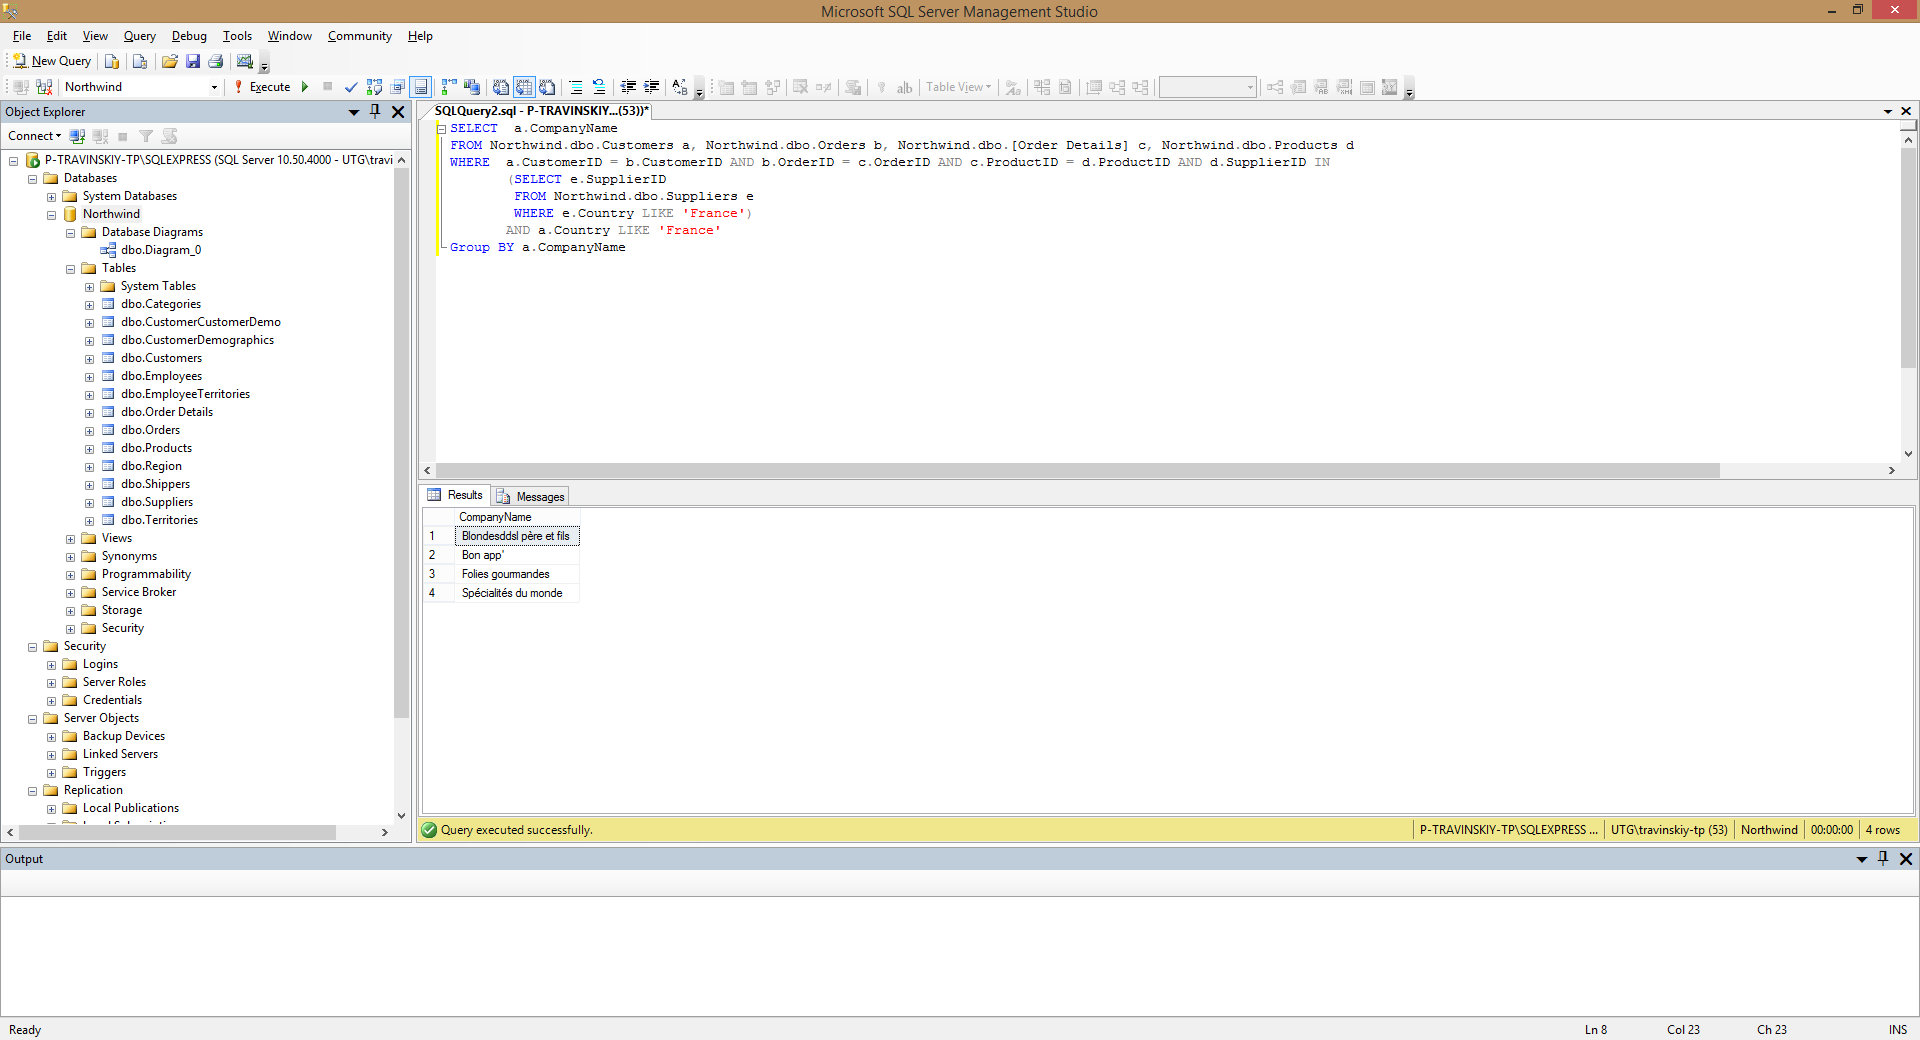 Microsoft SQL Server Management Studio
File Edit View Query Debug Tools Window Community Help
New Query
Northwind Execute Table View
Object Explorer
Connect
P-TRAVINSKIY-TP\SQLEXPRESS (SQL Server 10.50.4000 - UTG\travi
Databases
System Databases
Northwind
Database Diagrams
dbo.Diagram_0
Tables
System Tables
dbo.Categories
dbo.CustomerCustomerDemo
dbo.CustomerDemographics
dbo.Customers
dbo.Employees
dbo.EmployeeTerritories
dbo.Order Details
dbo.Orders
dbo.Products
dbo.Region
dbo.Shippers
dbo.Suppliers
dbo.Territories
Views
Synonyms
Programmability
Service Broker
Storage
Security
Security
Logins
Server Roles
Credentials
Server Objects
Backup Devices
Linked Servers
Triggers
Replication
Local Publications
SQLQuery2.sql - P-TRAVINSKIY...(53))*
SELECT  a.CompanyName
FROM Northwind.dbo.Customers a, Northwind.dbo.Orders b, Northwind.dbo.[Order Details] c, Northwind.dbo.Products d
WHERE  a.CustomerID = b.CustomerID AND b.OrderID = c.OrderID AND c.ProductID = d.ProductID AND d.SupplierID IN
(SELECT e.SupplierID
FROM Northwind.dbo.Suppliers e
WHERE e.Country LIKE 'France')
AND a.Country LIKE 'France'
Group BY a.CompanyName
Results Messages
CompanyName
1 Blondesddsl père et fils
2 Bon app'
3 Folies gourmandes
4 Spécialités du monde
Query executed successfully. P-TRAVINSKIY-TP\SQLEXPRESS ... UTG\travinskiy-tp (53) Northwind 00:00:00 4 rows
Output
Ready Ln 8 Col 23 Ch 23 INS